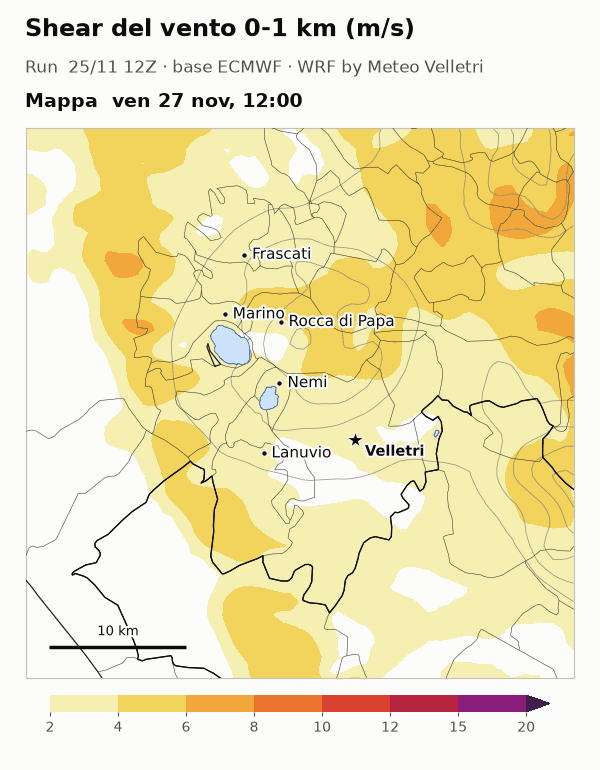 Shear del vento 0-1 km (m/s)
Run  25/11 12Z · base ECMWF · WRF by Meteo Velletri
Mappa  ven 27 nov, 12:00
Frascati
Marino
Rocca di Papa
Nemi
Velletri
Lanuvio
10 km
2 4 6 8 10 12 15 20